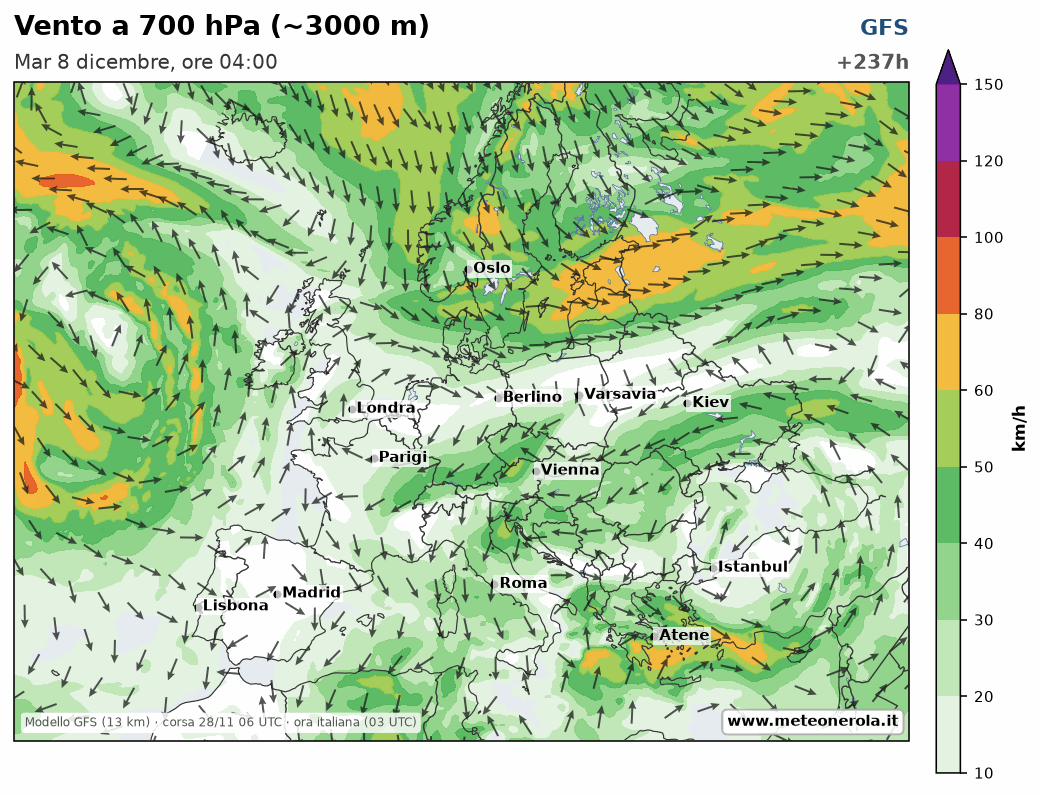 Vento a 700 hPa (~3000 m)
GFS
Mar 8 dicembre, ore 04:00
+237h
150
120
100
80
60
50
40
30
20
10
km/h
Oslo
Berlino
Varsavia
Kiev
Londra
Parigi
Vienna
Istanbul
Roma
Madrid
Lisbona
Atene
Modello GFS (13 km) · corsa 28/11 06 UTC · ora italiana (03 UTC)
www.meteonerola.it